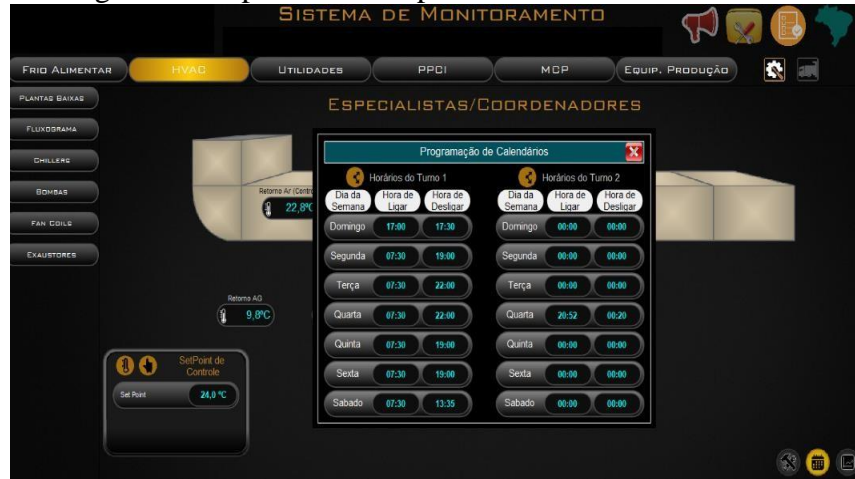 SISTEMA DE MONITORAMENTO
FRIO ALIMENTAR HVAC UTILIDADES PPCI MCP EQUIP. PRODUÇÃO
PLANTAS BAIXAS
FLUXOGRAMA
CHILLERS
BOMBAS
FAN COILS
EXAUSTORES
ESPECIALISTAS/COORDENADORES
Retorno Ar (Contr
22,8ºC
Retorno AG
9,8ºC
SetPoint de
Controle
Set Point 24,0 ºC
Programação de Calendários
Horários do Turno 1
Dia da Semana Hora de Ligar Hora de Desligar
Domingo 17:00 17:30
Segunda 07:30 19:00
Terça 07:30 22:00
Quarta 07:30 22:00
Quinta 07:30 19:00
Sexta 07:30 19:00
Sabado 07:30 13:35
Horários do Turno 2
Dia da Semana Hora de Ligar Hora de Desligar
Domingo 00:00 00:00
Segunda 00:00 00:00
Terça 00:00 00:00
Quarta 20:52 00:20
Quinta 00:00 00:00
Sexta 00:00 00:00
Sabado 00:00 00:00